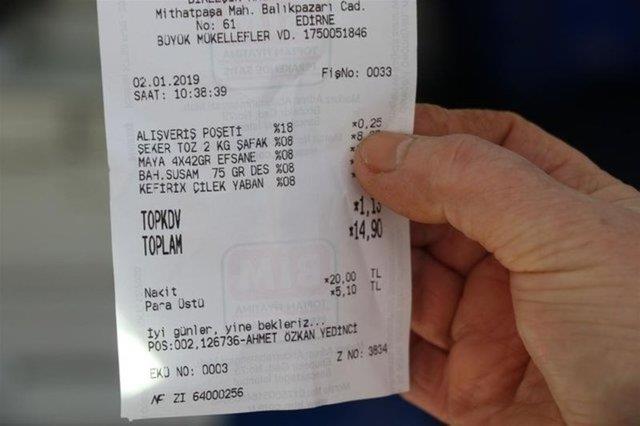 Mithatpaşa Mah. Balıkpazarı Cad.
No: 61 EDİRNE
BÜYÜK MÜKELLEFLER VD. 1750051846
02.01.2019 FişNo: 0033
SAAT: 10:38:39
ALIŞVERİŞ POŞETİ %18 *0,25
ŞEKER TOZ 2 KG ŞAFAK %08
MAYA 4X42GR EFSANE %08
BAH.SUSAM 75 GR DES %08
KEFIRIX ÇİLEK YABAN %08
TOPKDV
TOPLAM *14,90
Nakit *20,00 TL
Para Üstü *5,10 TL
İyi günler, yine bekleriz...
POS:002,126736-AHMET ÖZKAN YEDİNCİ
EKÜ NO: 0003 Z NO: 3834
NF ZI 64000256
BİM